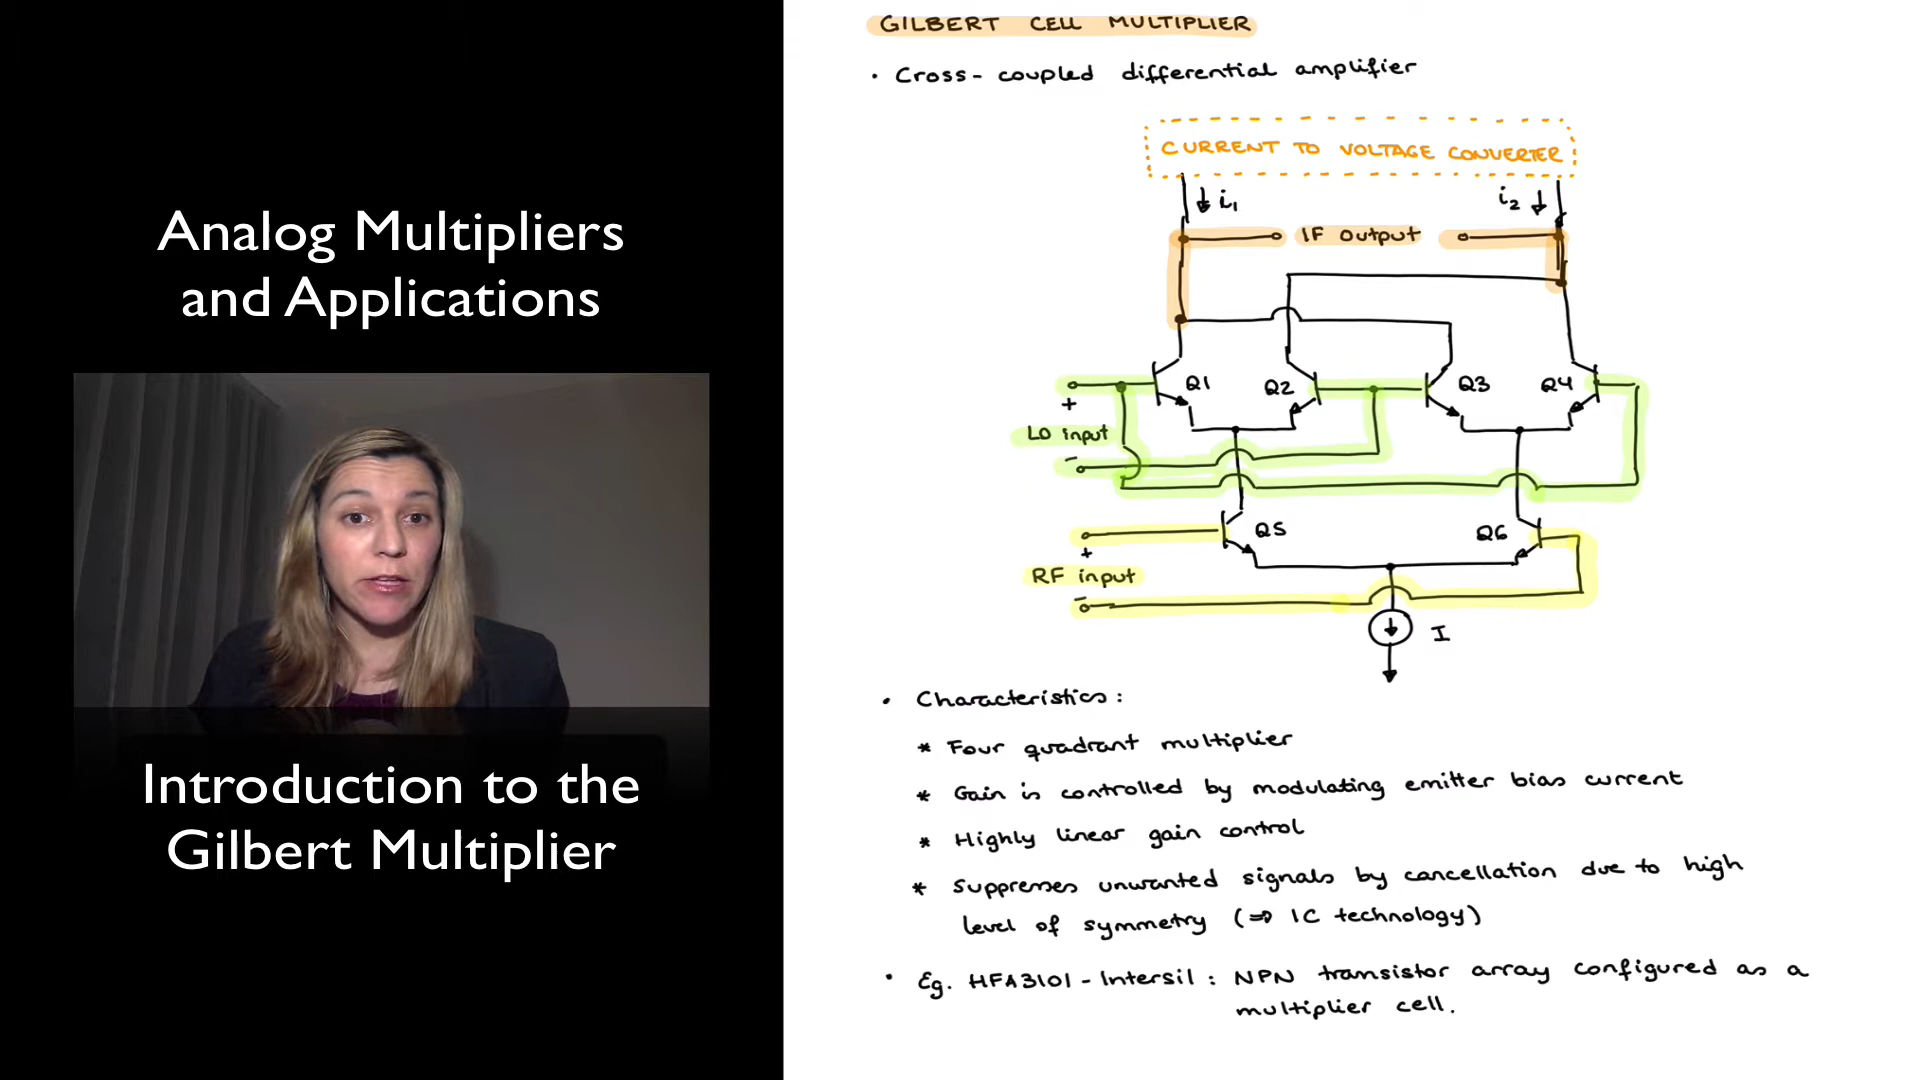 Analog Multipliers
and Applications
Introduction to the
Gilbert Multiplier
GILBERT CELL MULTIPLIER
• Cross-coupled differential amplifier
CURRENT TO VOLTAGE CONVERTER
i1 i2
IF output
Q1 Q2 Q3 Q4
+
LO input
-
Q5 Q6
+
RF input
-
I
• Characteristics:
* Four quadrant multiplier
* Gain is controlled by modulating emitter bias current
* Highly linear gain control
* Suppresses unwanted signals by cancellation due to high
level of symmetry (⇒ IC technology)
• Eg. HFA3101 - Intersil : NPN transistor array configured as a
multiplier cell.